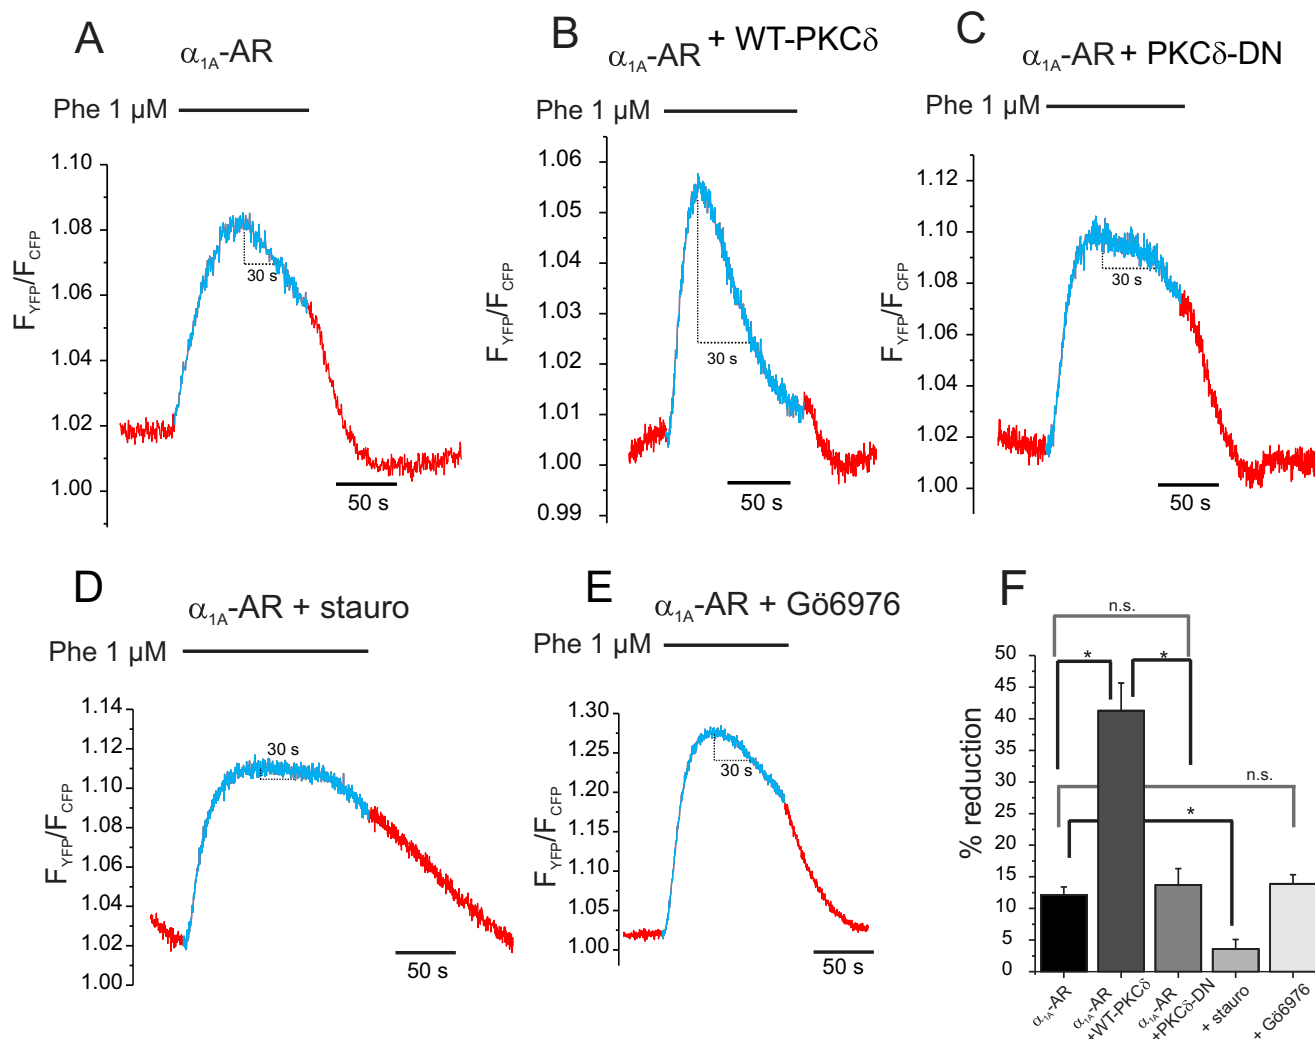 A
α1A-AR
Phe 1 µM
1.10
1.08
1.06
1.04
1.02
1.00
FYFP/FCFP
30 s
50 s
B
α1A-AR + WT-PKCδ
Phe 1 µM
1.06
1.05
1.04
1.03
1.02
1.01
1.00
0.99
FYFP/FCFP
30 s
50 s
C
α1A-AR + PKCδ-DN
Phe 1 µM
1.12
1.10
1.08
1.06
1.04
1.02
1.00
FYFP/FCFP
30 s
50 s
D
α1A-AR + stauro
Phe 1 µM
1.14
1.12
1.10
1.08
1.06
1.04
1.02
1.00
FYFP/FCFP
30 s
50 s
E
α1A-AR + Gö6976
Phe 1 µM
1.30
1.25
1.20
1.15
1.10
1.05
1.00
FYFP/FCFP
30 s
50 s
F
n.s.
*
*
n.s.
*
50
45
40
35
30
25
20
15
10
5
0
% reduction
α1A-AR
α1A-AR
+WT-PKCδ
α1A-AR
+PKCδ-DN
+ stauro
+ Gö6976